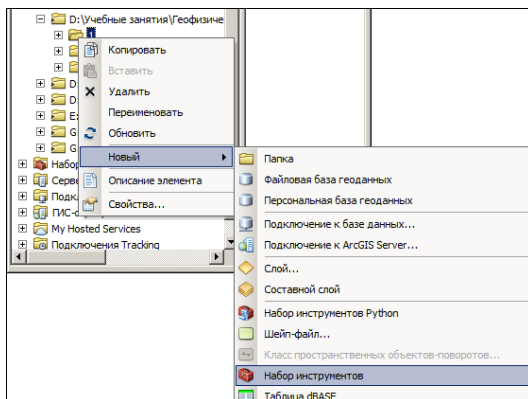 D:\Учебные занятия\Геофизиче
1
Копировать
Вставить
Удалить
Переименовать
Обновить
Новый
Описание элемента
Свойства...
D
D
E
G
G
Набор
Серве
Подк
ГИС-с
My Hosted Services
Подключения Tracking
Папка
Файловая база геоданных
Персональная база геоданных
Подключение к базе данных...
Подключение к ArcGIS Server...
Слой...
Составной слой
Набор инструментов Python
Шейп-файл...
Класс пространственных объектов-поворотов...
Набор инструментов
Таблица dBASE